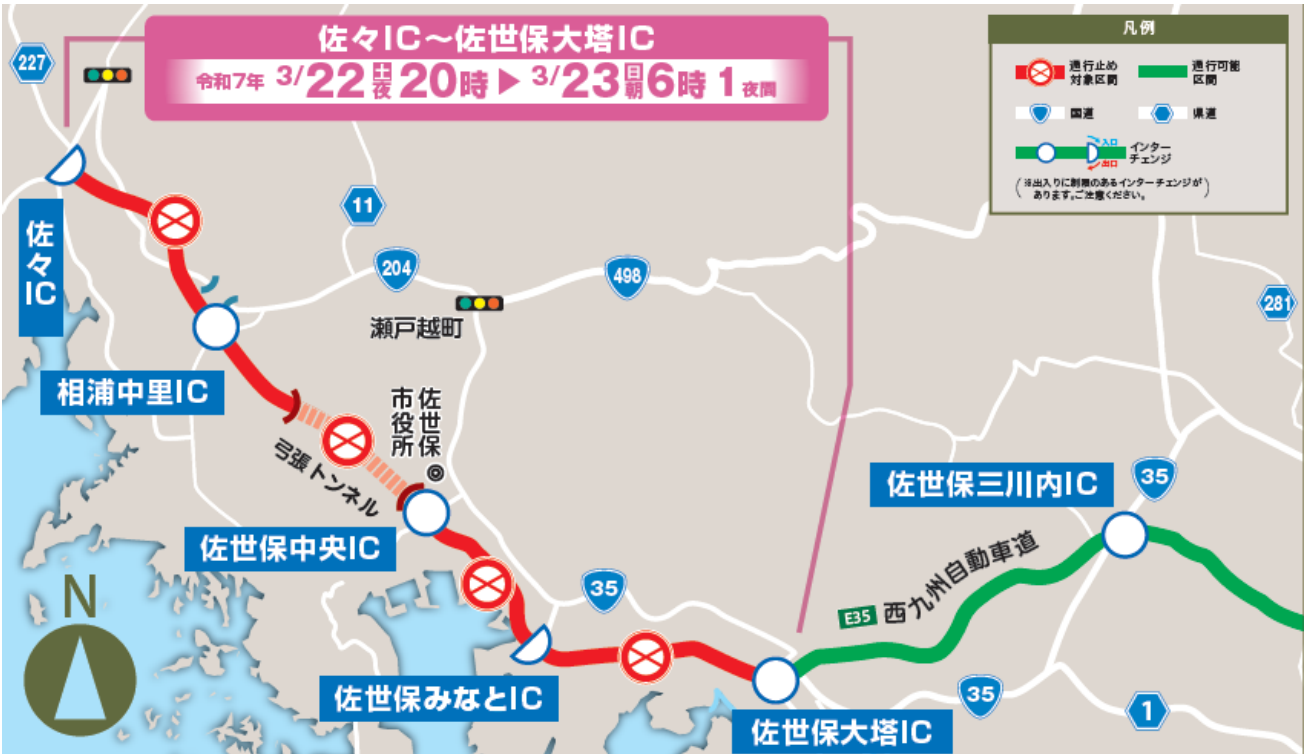 佐々IC～佐世保大塔IC
令和7年 3/22土夜20時▶3/23日朝6時 1夜間
凡例
通行止め
対象区間
通行可能
区間
国道
県道
入口
出口
インター
チェンジ
(※出入りに制限のあるインターチェンジが
あります。ご注意ください。)
227
11
204
498
281
佐々IC
瀬戸越町
相浦中里IC
佐世保
市役所
弓張トンネル
佐世保三川内IC
35
佐世保中央IC
E35 西九州自動車道
35
N
佐世保みなとIC
35
1
佐世保大塔IC